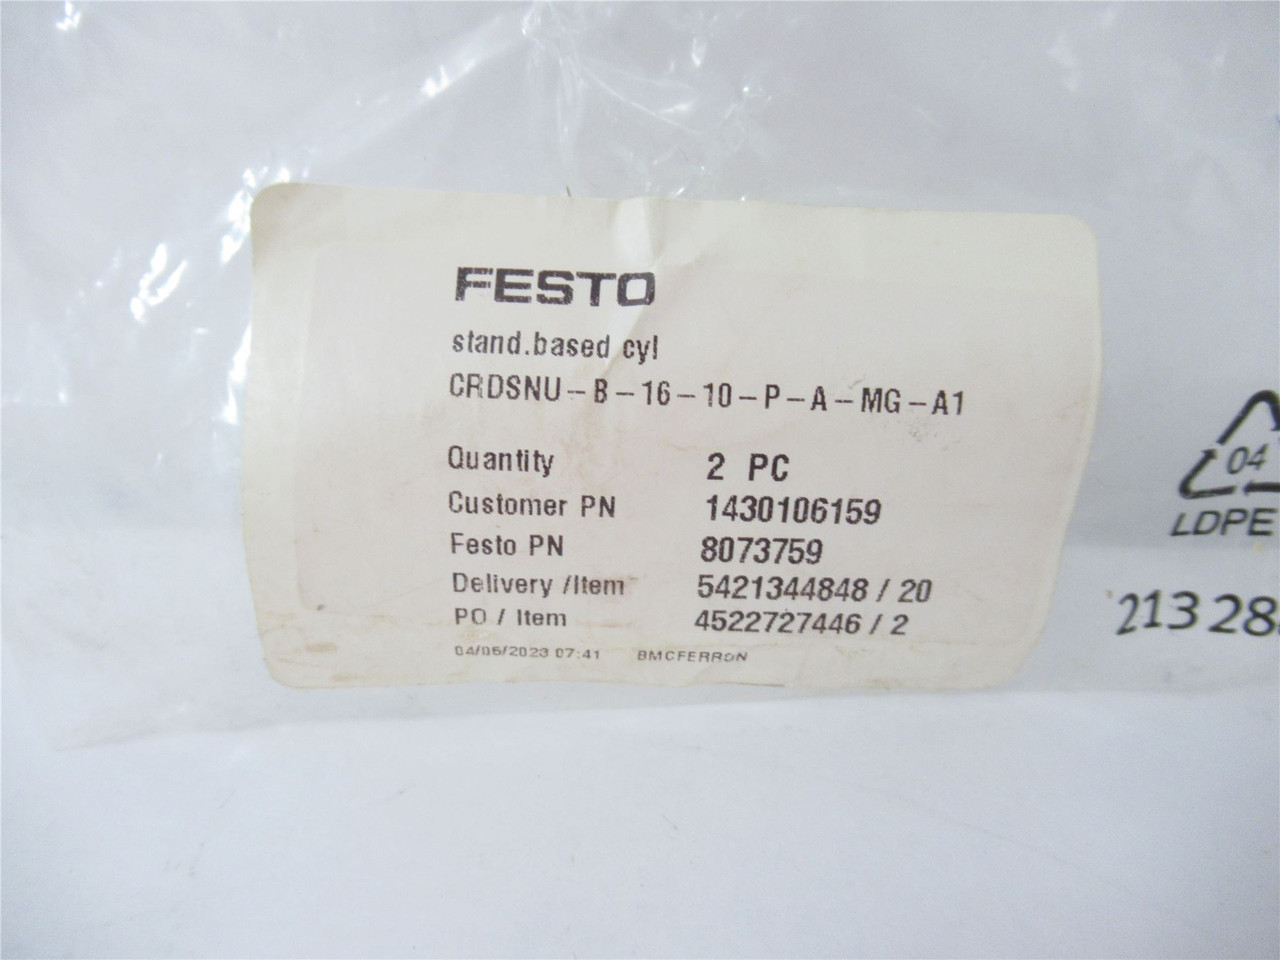 FESTO
stand.based cyl
CRDSNU-B-16-10-P-A-MG-A1
Quantity 2 PC
Customer PN 1430106159
Festo PN 8073759
Delivery /Item 5421344848 / 20
PO / Item 4522727446 / 2
04/06/2023 07:41 BMCFERRON
04
LDPE
213 28